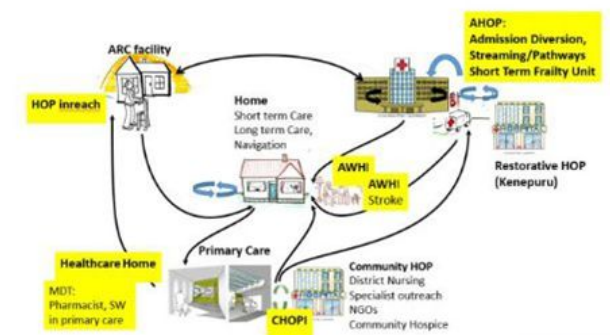 AHOP:
Admission Diversion,
Streaming/Pathways
Short Term Frailty Unit
ARC facility
HOP inreach
Home
Short term Care
Long term Care,
Navigation
Restorative HOP
(Kenepuru)
AWHI
AWHI
Stroke
Primary Care
Healthcare Home
MDT:
Pharmacist, SW
in primary care
CHOPI
Community HOP
District Nursing
Specialist outreach
NGOs
Community Hospice